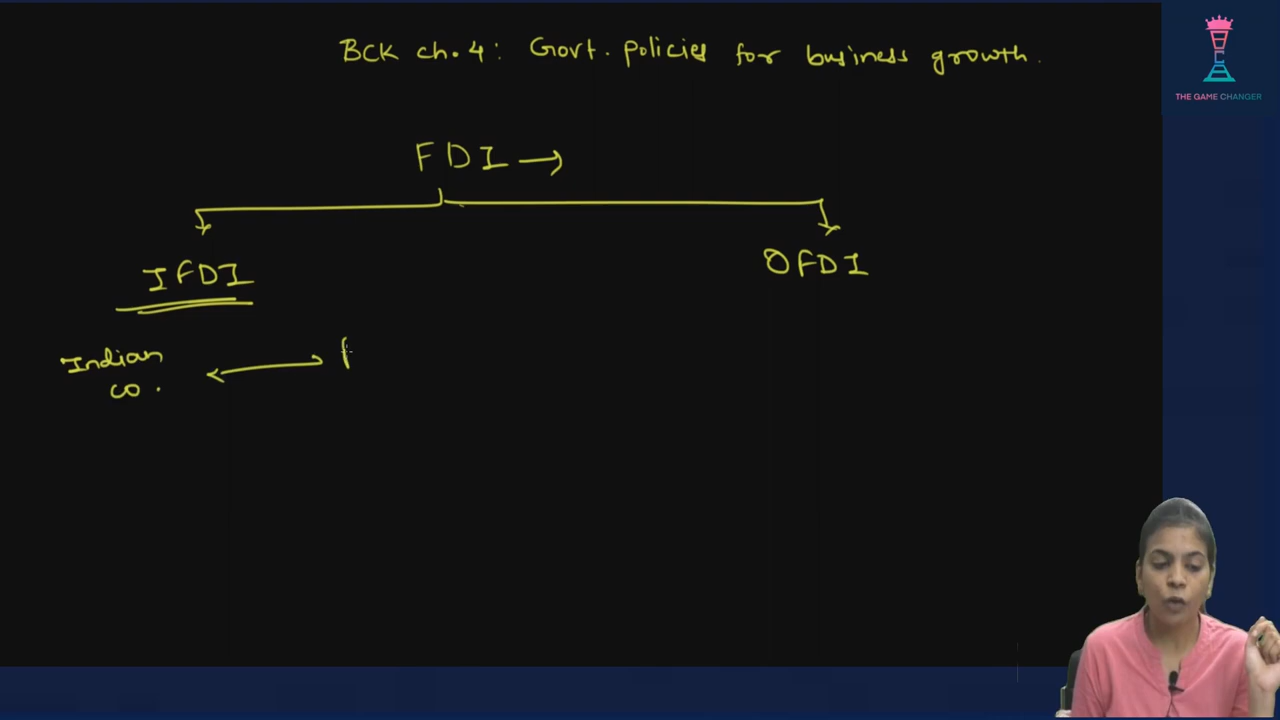 BCK ch. 4: Govt. policies for business growth.
THE GAME CHANGER
FDI →
IFDI
OFDI
Indian
co.